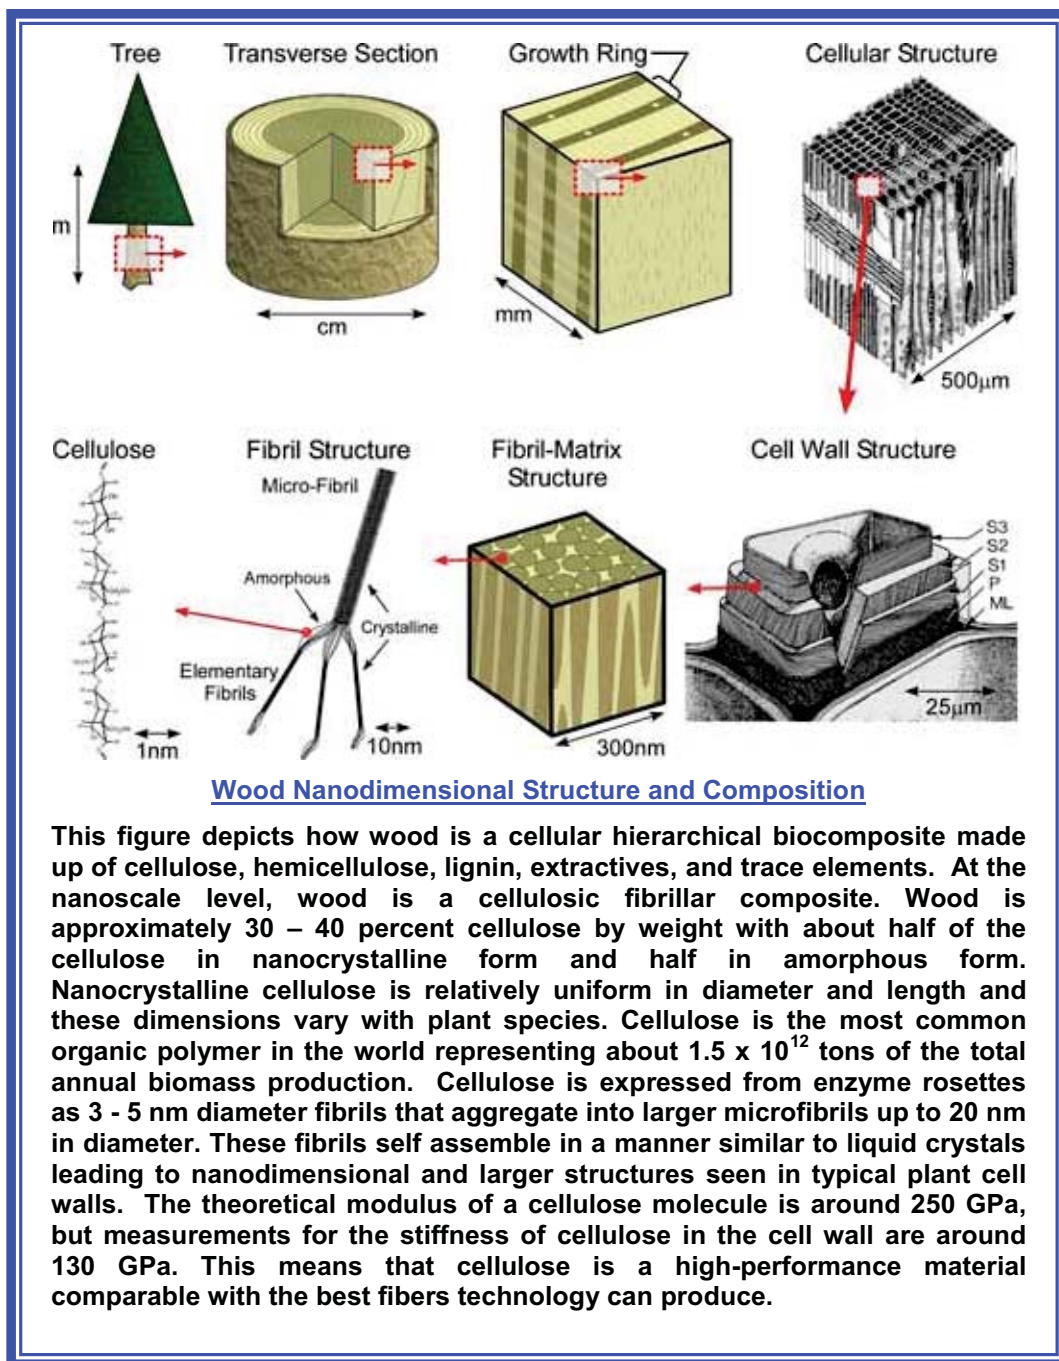 Tree
Transverse Section
Growth Ring
Cellular Structure
m
cm
mm
500µm
Cellulose
Fibril Structure
Fibril-Matrix
Structure
Cell Wall Structure
Micro-Fibril
Amorphous
Crystalline
Elementary
Fibrils
S3
S2
S1
P
ML
1nm
10nm
300nm
25µm
Wood Nanodimensional Structure and Composition
This figure depicts how wood is a cellular hierarchical biocomposite made
up of cellulose, hemicellulose, lignin, extractives, and trace elements. At the
nanoscale level, wood is a cellulosic fibrillar composite. Wood is
approximately 30 – 40 percent cellulose by weight with about half of the
cellulose in nanocrystalline form and half in amorphous form.
Nanocrystalline cellulose is relatively uniform in diameter and length and
these dimensions vary with plant species. Cellulose is the most common
organic polymer in the world representing about 1.5 x 10¹² tons of the total
annual biomass production. Cellulose is expressed from enzyme rosettes
as 3 - 5 nm diameter fibrils that aggregate into larger microfibrils up to 20 nm
in diameter. These fibrils self assemble in a manner similar to liquid crystals
leading to nanodimensional and larger structures seen in typical plant cell
walls. The theoretical modulus of a cellulose molecule is around 250 GPa,
but measurements for the stiffness of cellulose in the cell wall are around
130 GPa. This means that cellulose is a high-performance material
comparable with the best fibers technology can produce.